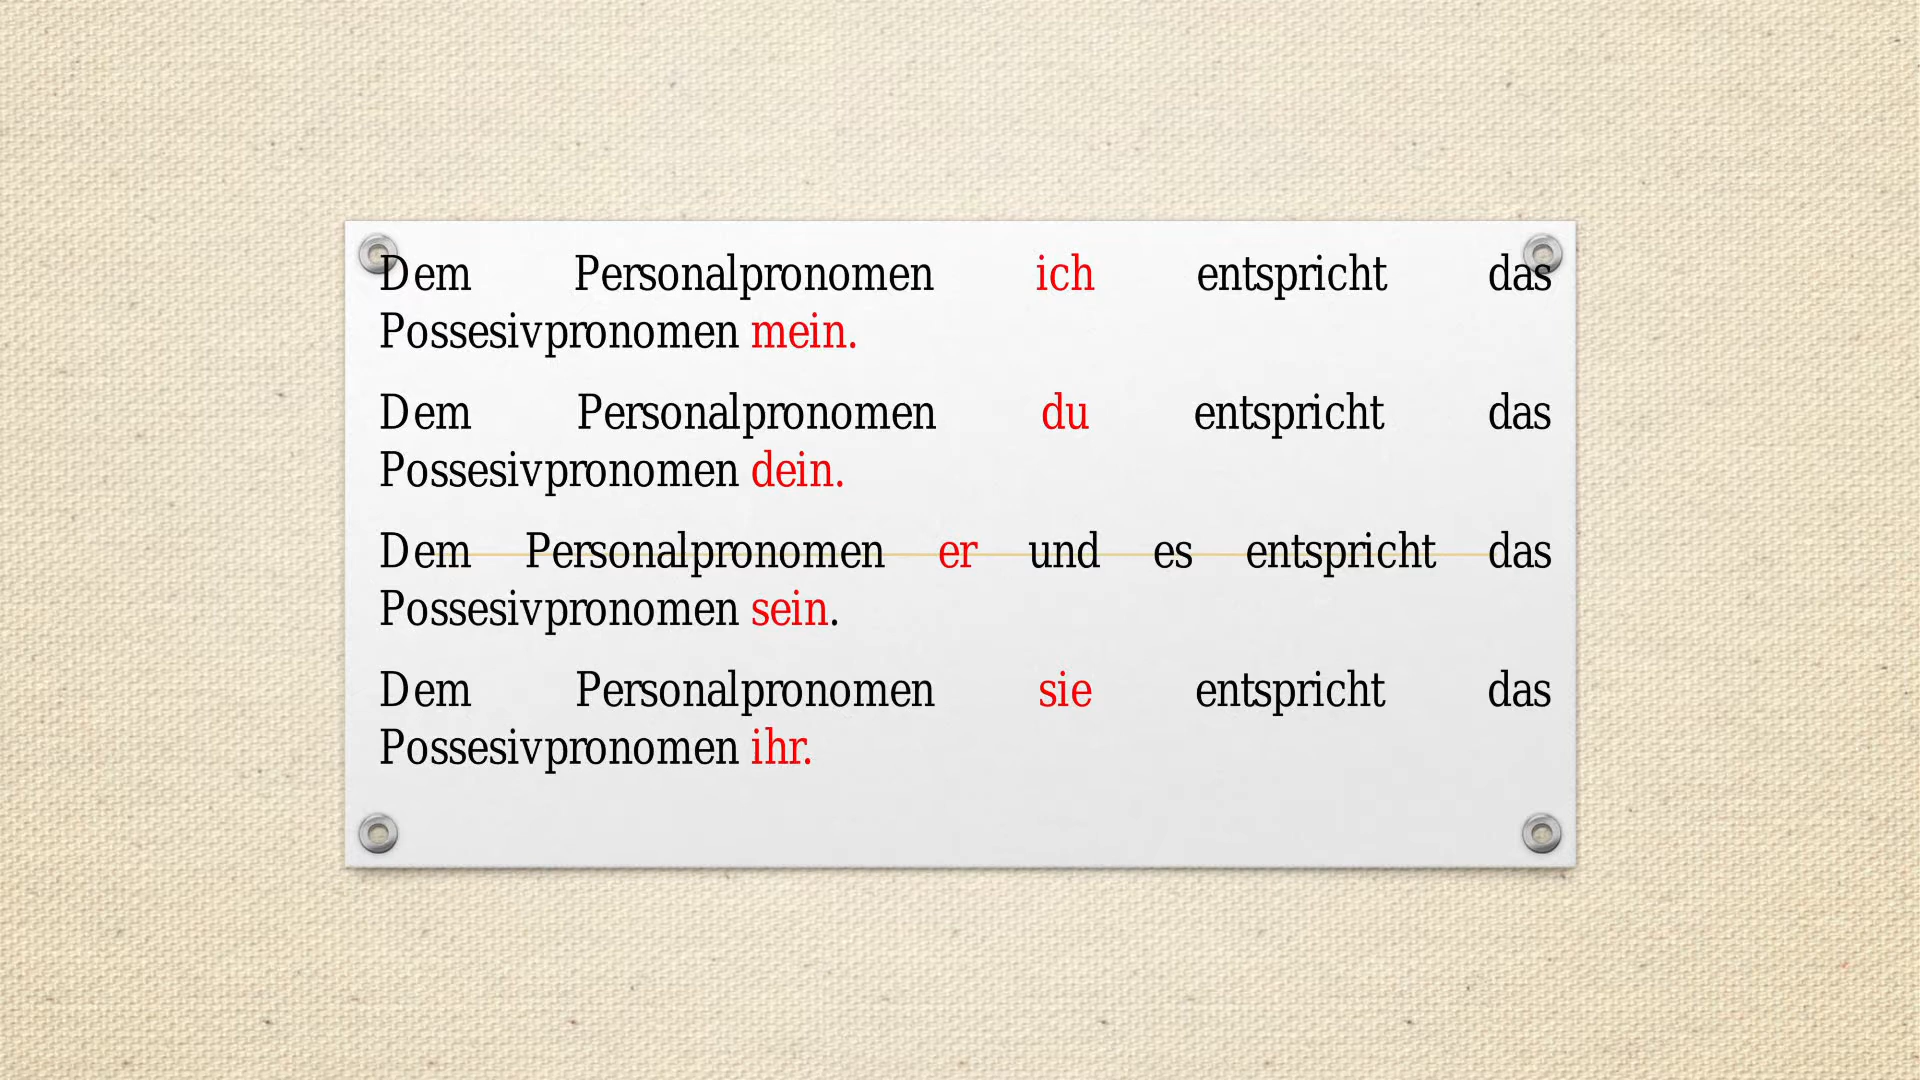 Dem Personalpronomen ich entspricht das
Possesivpronomen mein.
Dem Personalpronomen du entspricht das
Possesivpronomen dein.
Dem Personalpronomen er und es entspricht das
Possesivpronomen sein.
Dem Personalpronomen sie entspricht das
Possesivpronomen ihr.